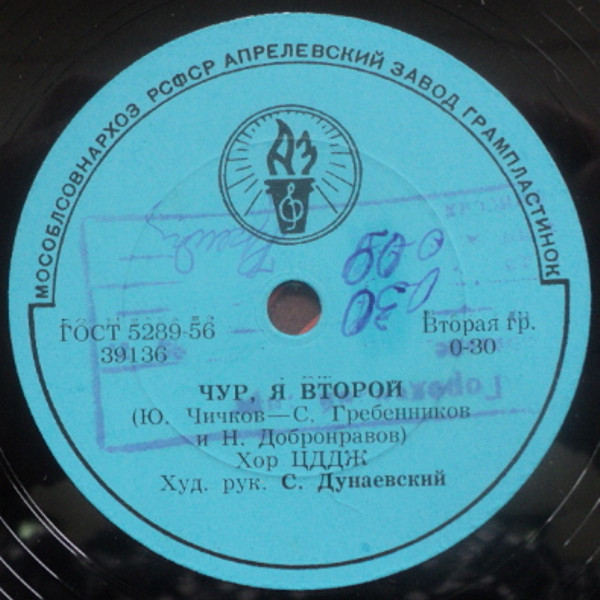 МОСОБЛСОВНАРХОЗ РСФСР АПРЕЛЕВСКИЙ ЗАВОД ГРАМПЛАСТИНОК
АЗ
ГОСТ 5289-56
39136
Вторая гр.
0-30
ЧУР, Я ВТОРОЙ
(Ю. Чичков—С. Гребенников
и Н. Добронравов)
Хор ЦДДЖ
Худ. рук. С. Дунаевский